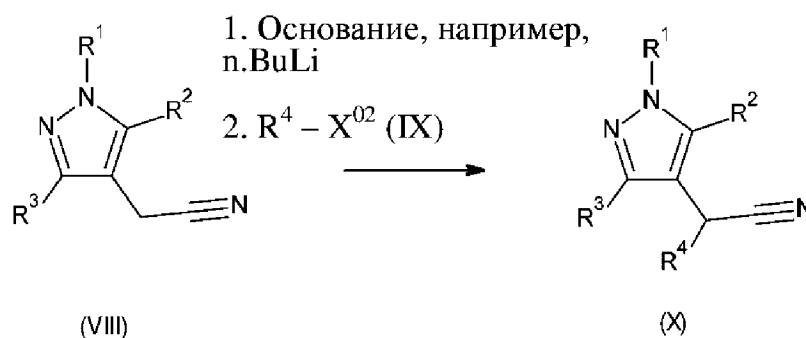 1. Основание, например,
n.BuLi
2. R⁴ – X⁰² (IX)
R¹
N
N
R²
R³
N
(VIII)
R¹
N
N
R²
R³
R⁴
N
(X)